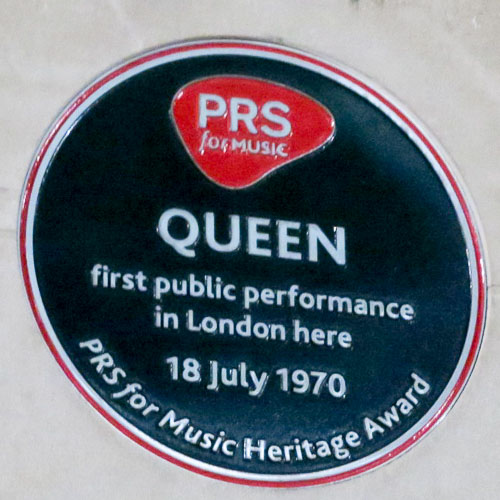 PRS
for MUSIC
QUEEN
first public performance
in London here
18 July 1970
PRS for Music Heritage Award